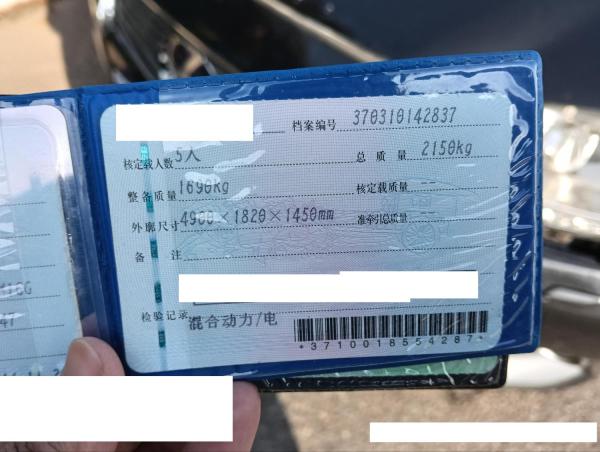 档案编号 370310142837
核定载人数 5人 总质量 2150kg
整备质量 1690kg 核定载质量 --
外廓尺寸 4900×1820×1450mm 准牵引总质量 --
备注
检验记录 混合动力/电
*3710018554287*